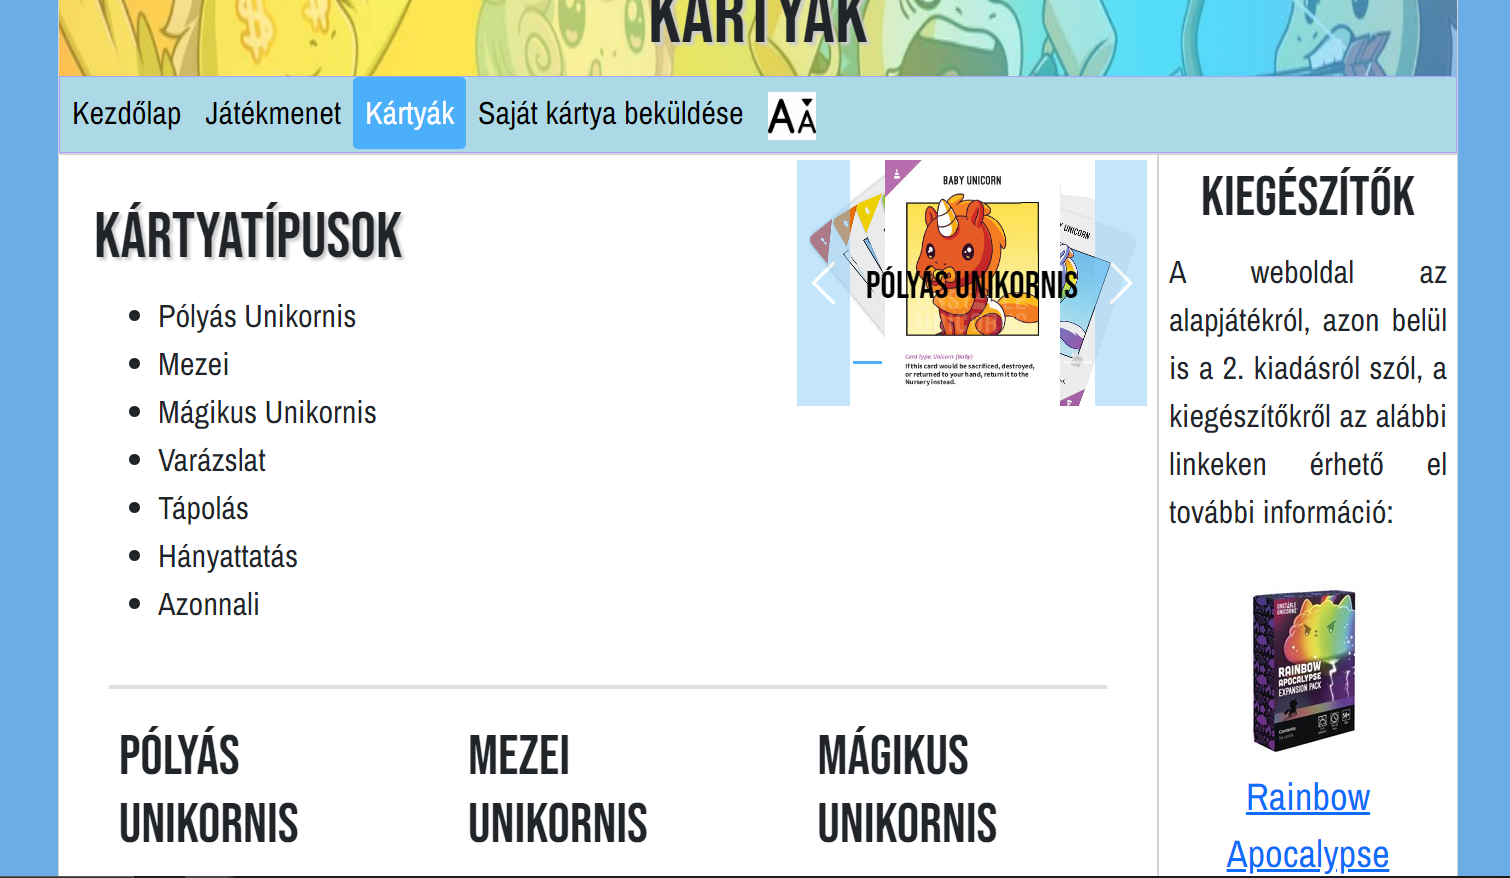 KÁRTYÁK
Kezdőlap Játékmenet Kártyák Saját kártya beküldése AA
KÁRTYATÍPUSOK
Pólyás Unikornis
Mezei
Mágikus Unikornis
Varázslat
Tápolás
Hányattatás
Azonnali
BABY UNICORN
PÓLYÁS UNIKORNIS
Card Type: Unicorn (Baby)
If this card would be sacrificed, destroyed,
or returned to your hand, return it to the
Nursery instead.
KIEGÉSZÍTŐK
A weboldal az
alapjátékról, azon belül
is a 2. kiadásról szól, a
kiegészítőkről az alábbi
linkeken érhető el
további információ:
UNSTABLE
UNICORNS
RAINBOW
APOCALYPSE
EXPANSION PACK
Rainbow
Apocalypse
PÓLYÁS
UNIKORNIS
MEZEI
UNIKORNIS
MÁGIKUS
UNIKORNIS